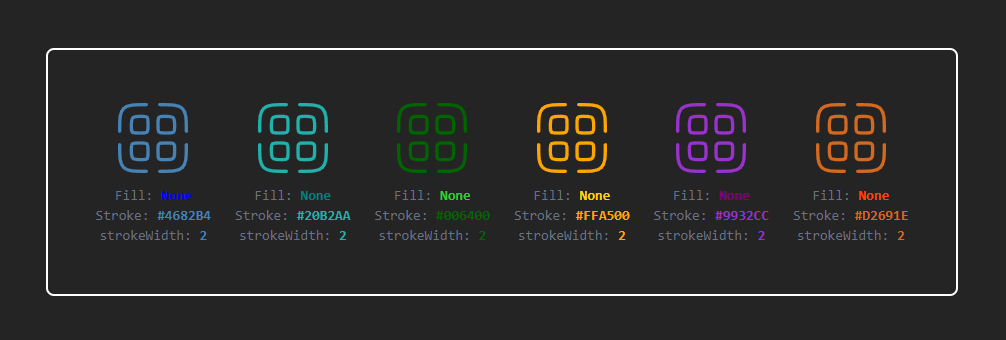 Fill: None Fill: None Fill: None Fill: None Fill: None Fill: None
Stroke: #4682B4 Stroke: #20B2AA Stroke: #006400 Stroke: #FFA500 Stroke: #9932CC Stroke: #D2691E
strokeWidth: 2 strokeWidth: 2 strokeWidth: 2 strokeWidth: 2 strokeWidth: 2 strokeWidth: 2